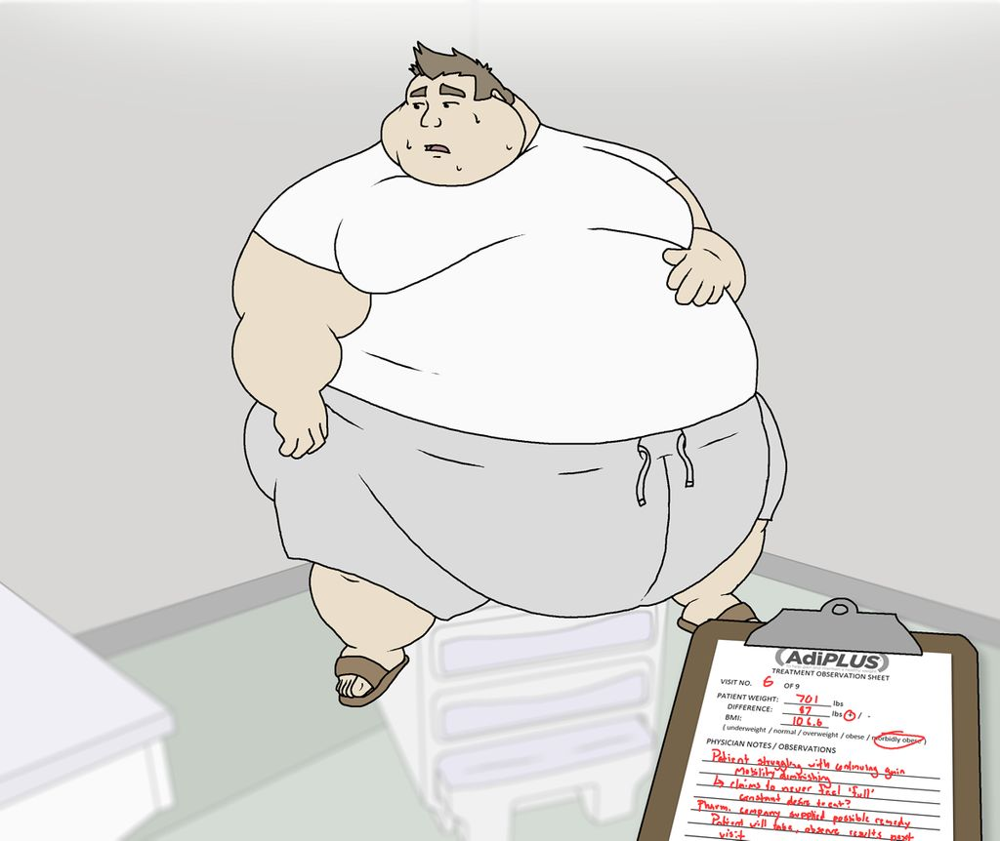 AdiPLUS
TREATMENT OBSERVATION SHEET
VISIT NO. 6 OF 9
PATIENT WEIGHT: 701 lbs
DIFFERENCE: 87 lbs + / -
BMI: 106.6
( underweight / normal / overweight / obese / morbidly obese )
PHYSICIAN NOTES / OBSERVATIONS
Patient struggling with continuing gain
Mobility diminishing
↳ claims to never feel 'full'
constant desire to eat?
Pharm. company supplied possible remedy
Patient will take, observe results next
visit